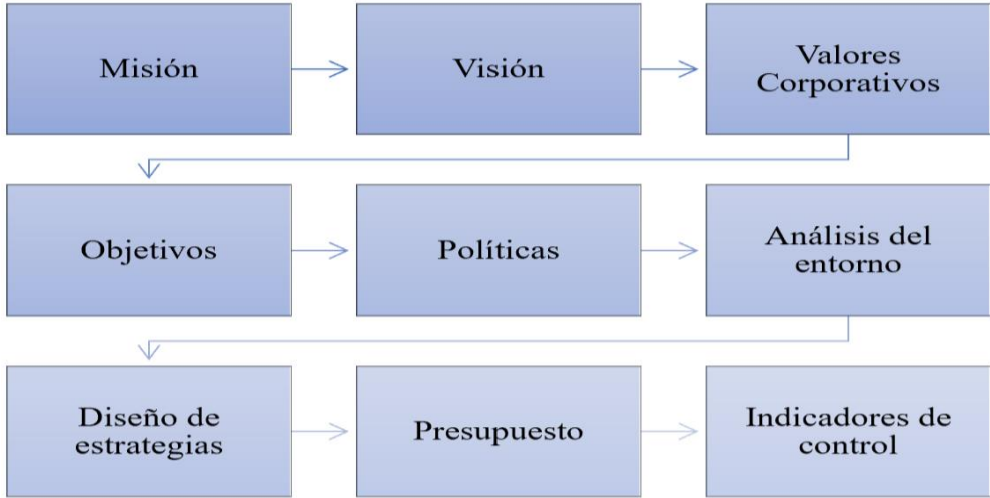 Misión
Visión
Valores
Corporativos
Objetivos
Políticas
Análisis del
entorno
Diseño de
estrategias
Presupuesto
Indicadores de
control